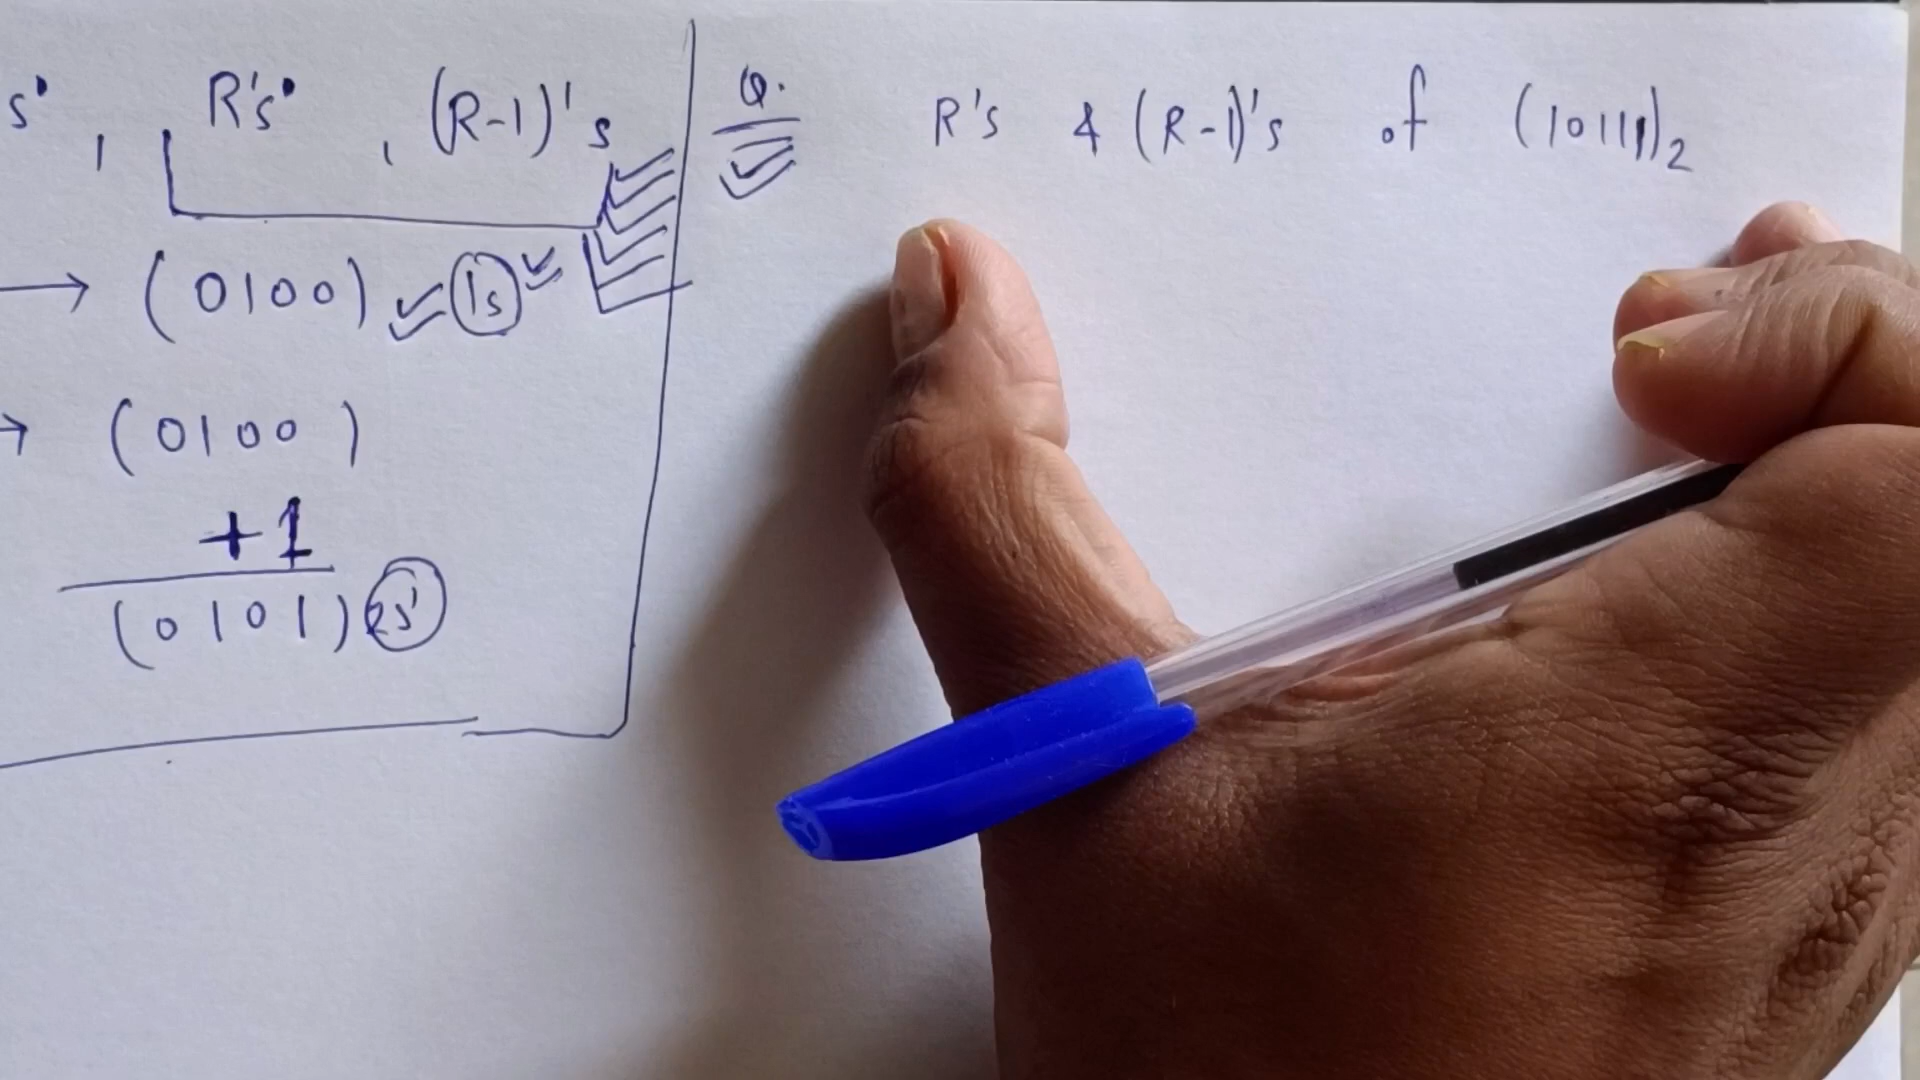 s , R's , (R-1)'s
→ (0100) 1s
→ (0100)
+1
(0101) 2s'
Q. R's & (R-1)'s of (10111)2